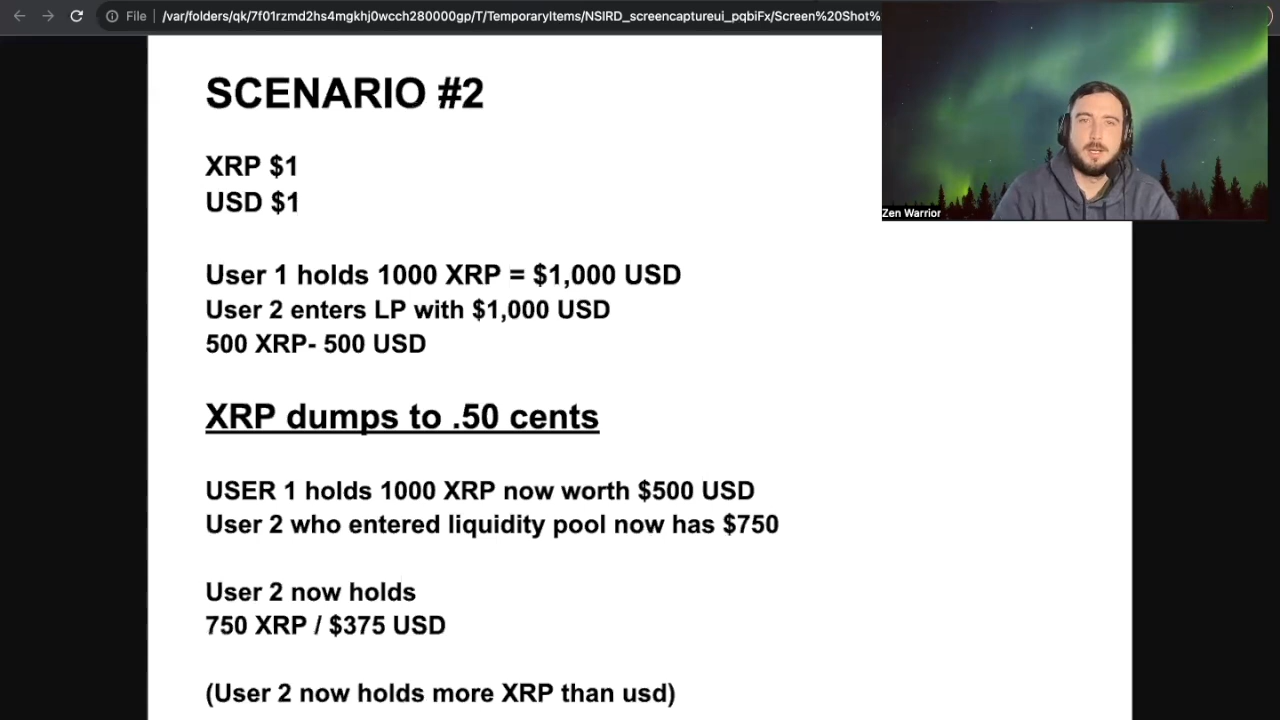 File /var/folders/qk/7f01rzmd2hs4mgkhj0wcch280000gp/T/TemporaryItems/NSIRD_screencaptureui_pqbiFx/Screen%20Shot%
SCENARIO #2
XRP $1
USD $1
User 1 holds 1000 XRP = $1,000 USD
User 2 enters LP with $1,000 USD
500 XRP- 500 USD
XRP dumps to .50 cents
USER 1 holds 1000 XRP now worth $500 USD
User 2 who entered liquidity pool now has $750
User 2 now holds
750 XRP / $375 USD
(User 2 now holds more XRP than usd)
Zen Warrior